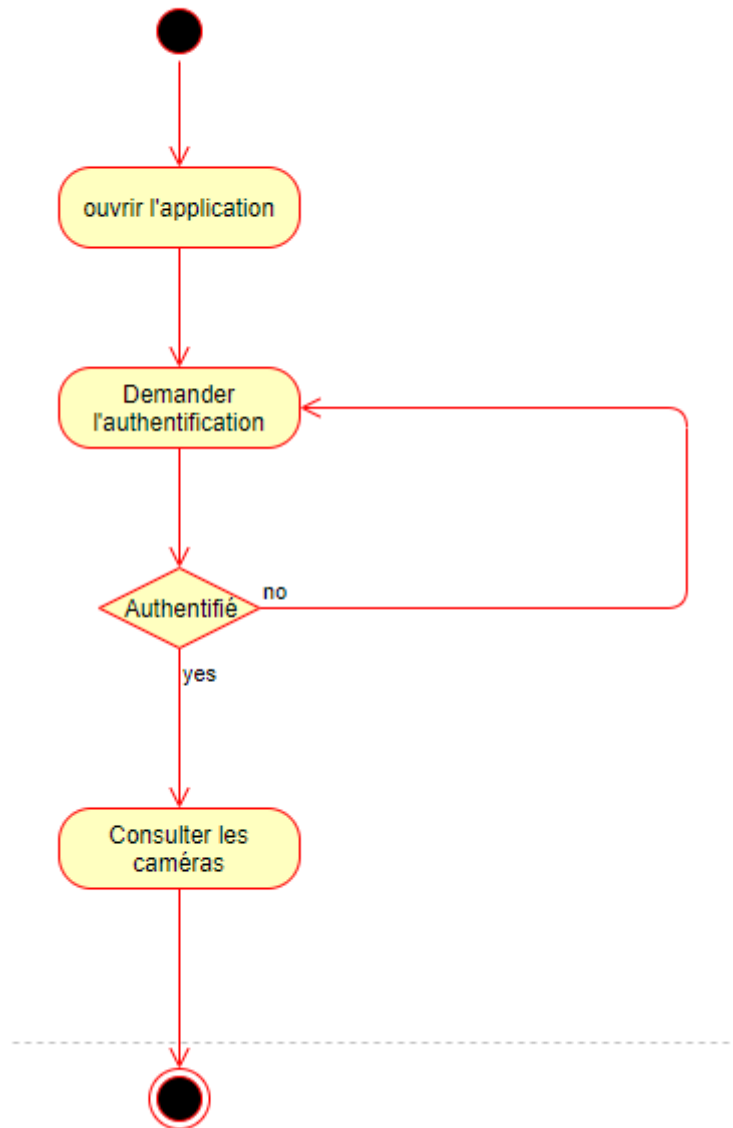 ouvrir l'application
Demander
l'authentification
Authentifié
no
yes
Consulter les
caméras